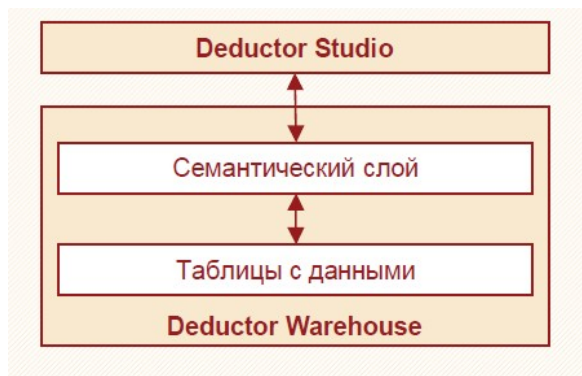 Deductor Studio
Семантический слой
Таблицы с данными
Deductor Warehouse